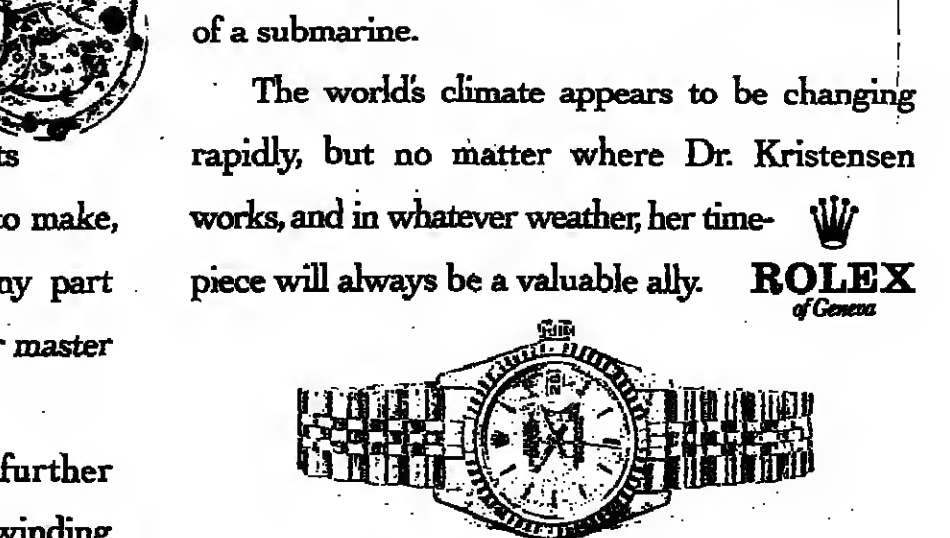 ts
to make,
ny part
master
further
winding
of a submarine.
The world's climate appears to be changing
rapidly, but no matter where Dr. Kristensen
works, and in whatever weather, her time-
piece will always be a valuable ally.
ROLEX
of Geneva